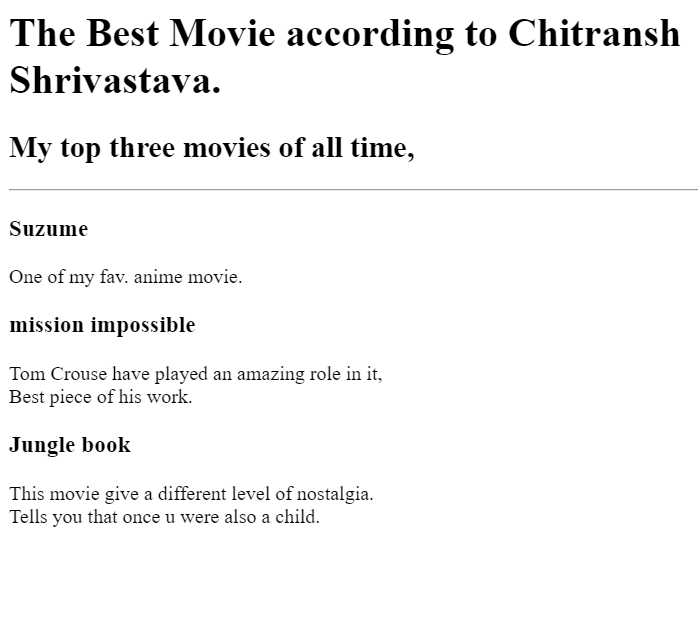 The Best Movie according to Chitransh
Shrivastava.
My top three movies of all time,
Suzume
One of my fav. anime movie.
mission impossible
Tom Crouse have played an amazing role in it,
Best piece of his work.
Jungle book
This movie give a different level of nostalgia.
Tells you that once u were also a child.